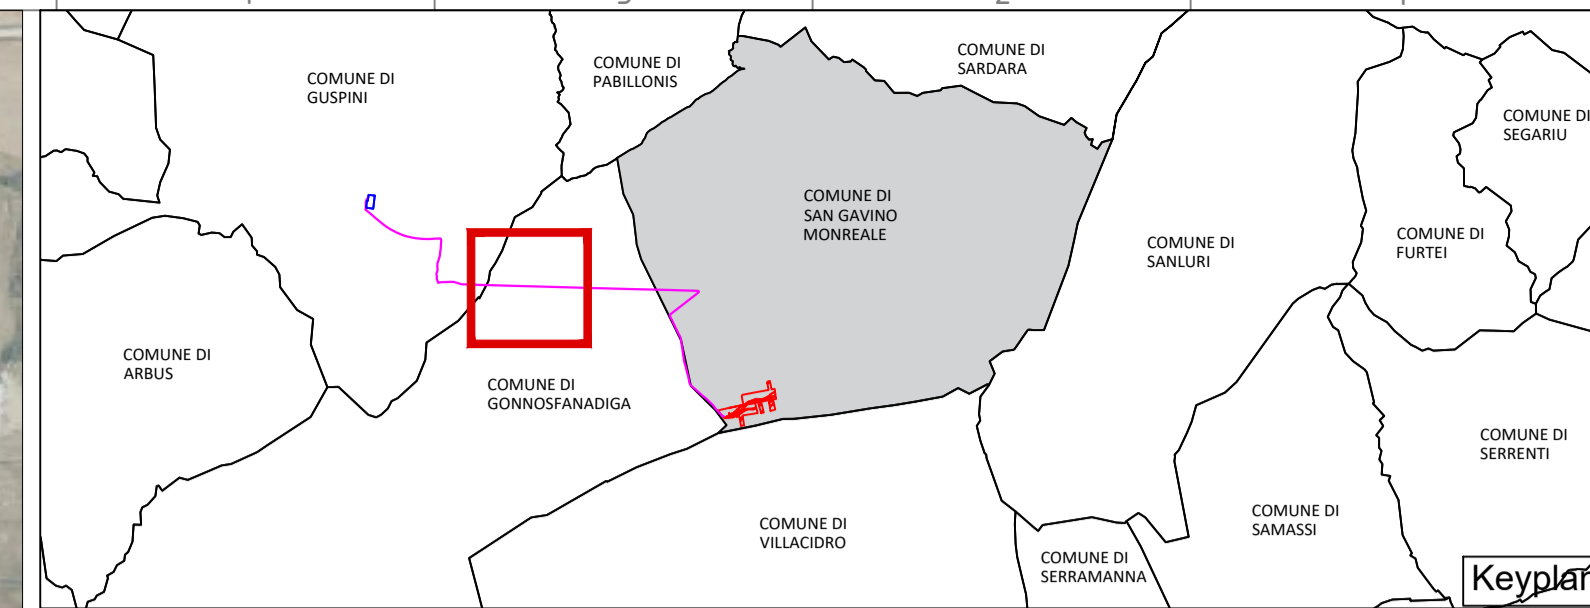 COMUNE DI
GUSPINI
COMUNE DI
PABILLONIS
COMUNE DI
SARDARA
COMUNE DI
SEGARIU
COMUNE DI
SAN GAVINO
MONREALE
COMUNE DI
SANLURI
COMUNE DI
FURTEI
COMUNE DI
ARBUS
COMUNE DI
GONNOSFANADIGA
COMUNE DI
SERRENTI
COMUNE DI
VILLACIDRO
COMUNE DI
SAMASSI
COMUNE DI
SERRAMANNA
Keyplan